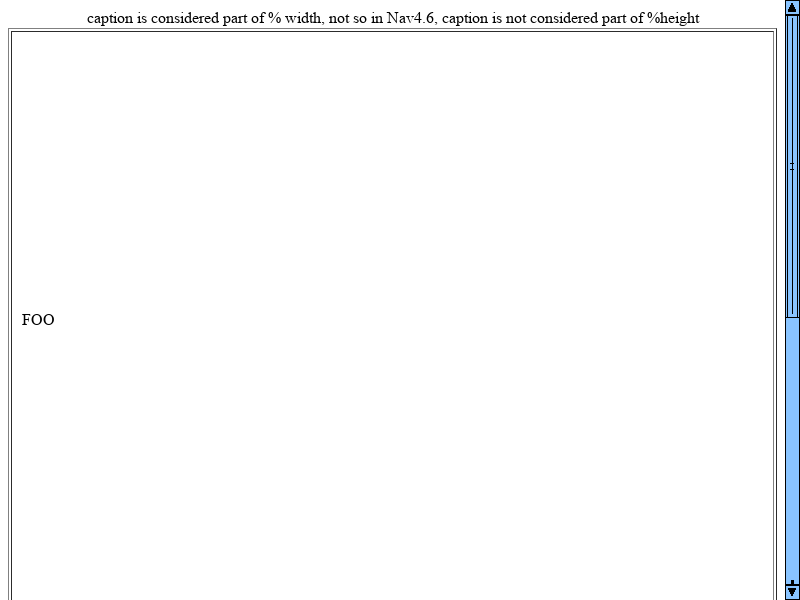 caption is considered part of % width, not so in Nav4.6, caption is not considered part of %height
FOO